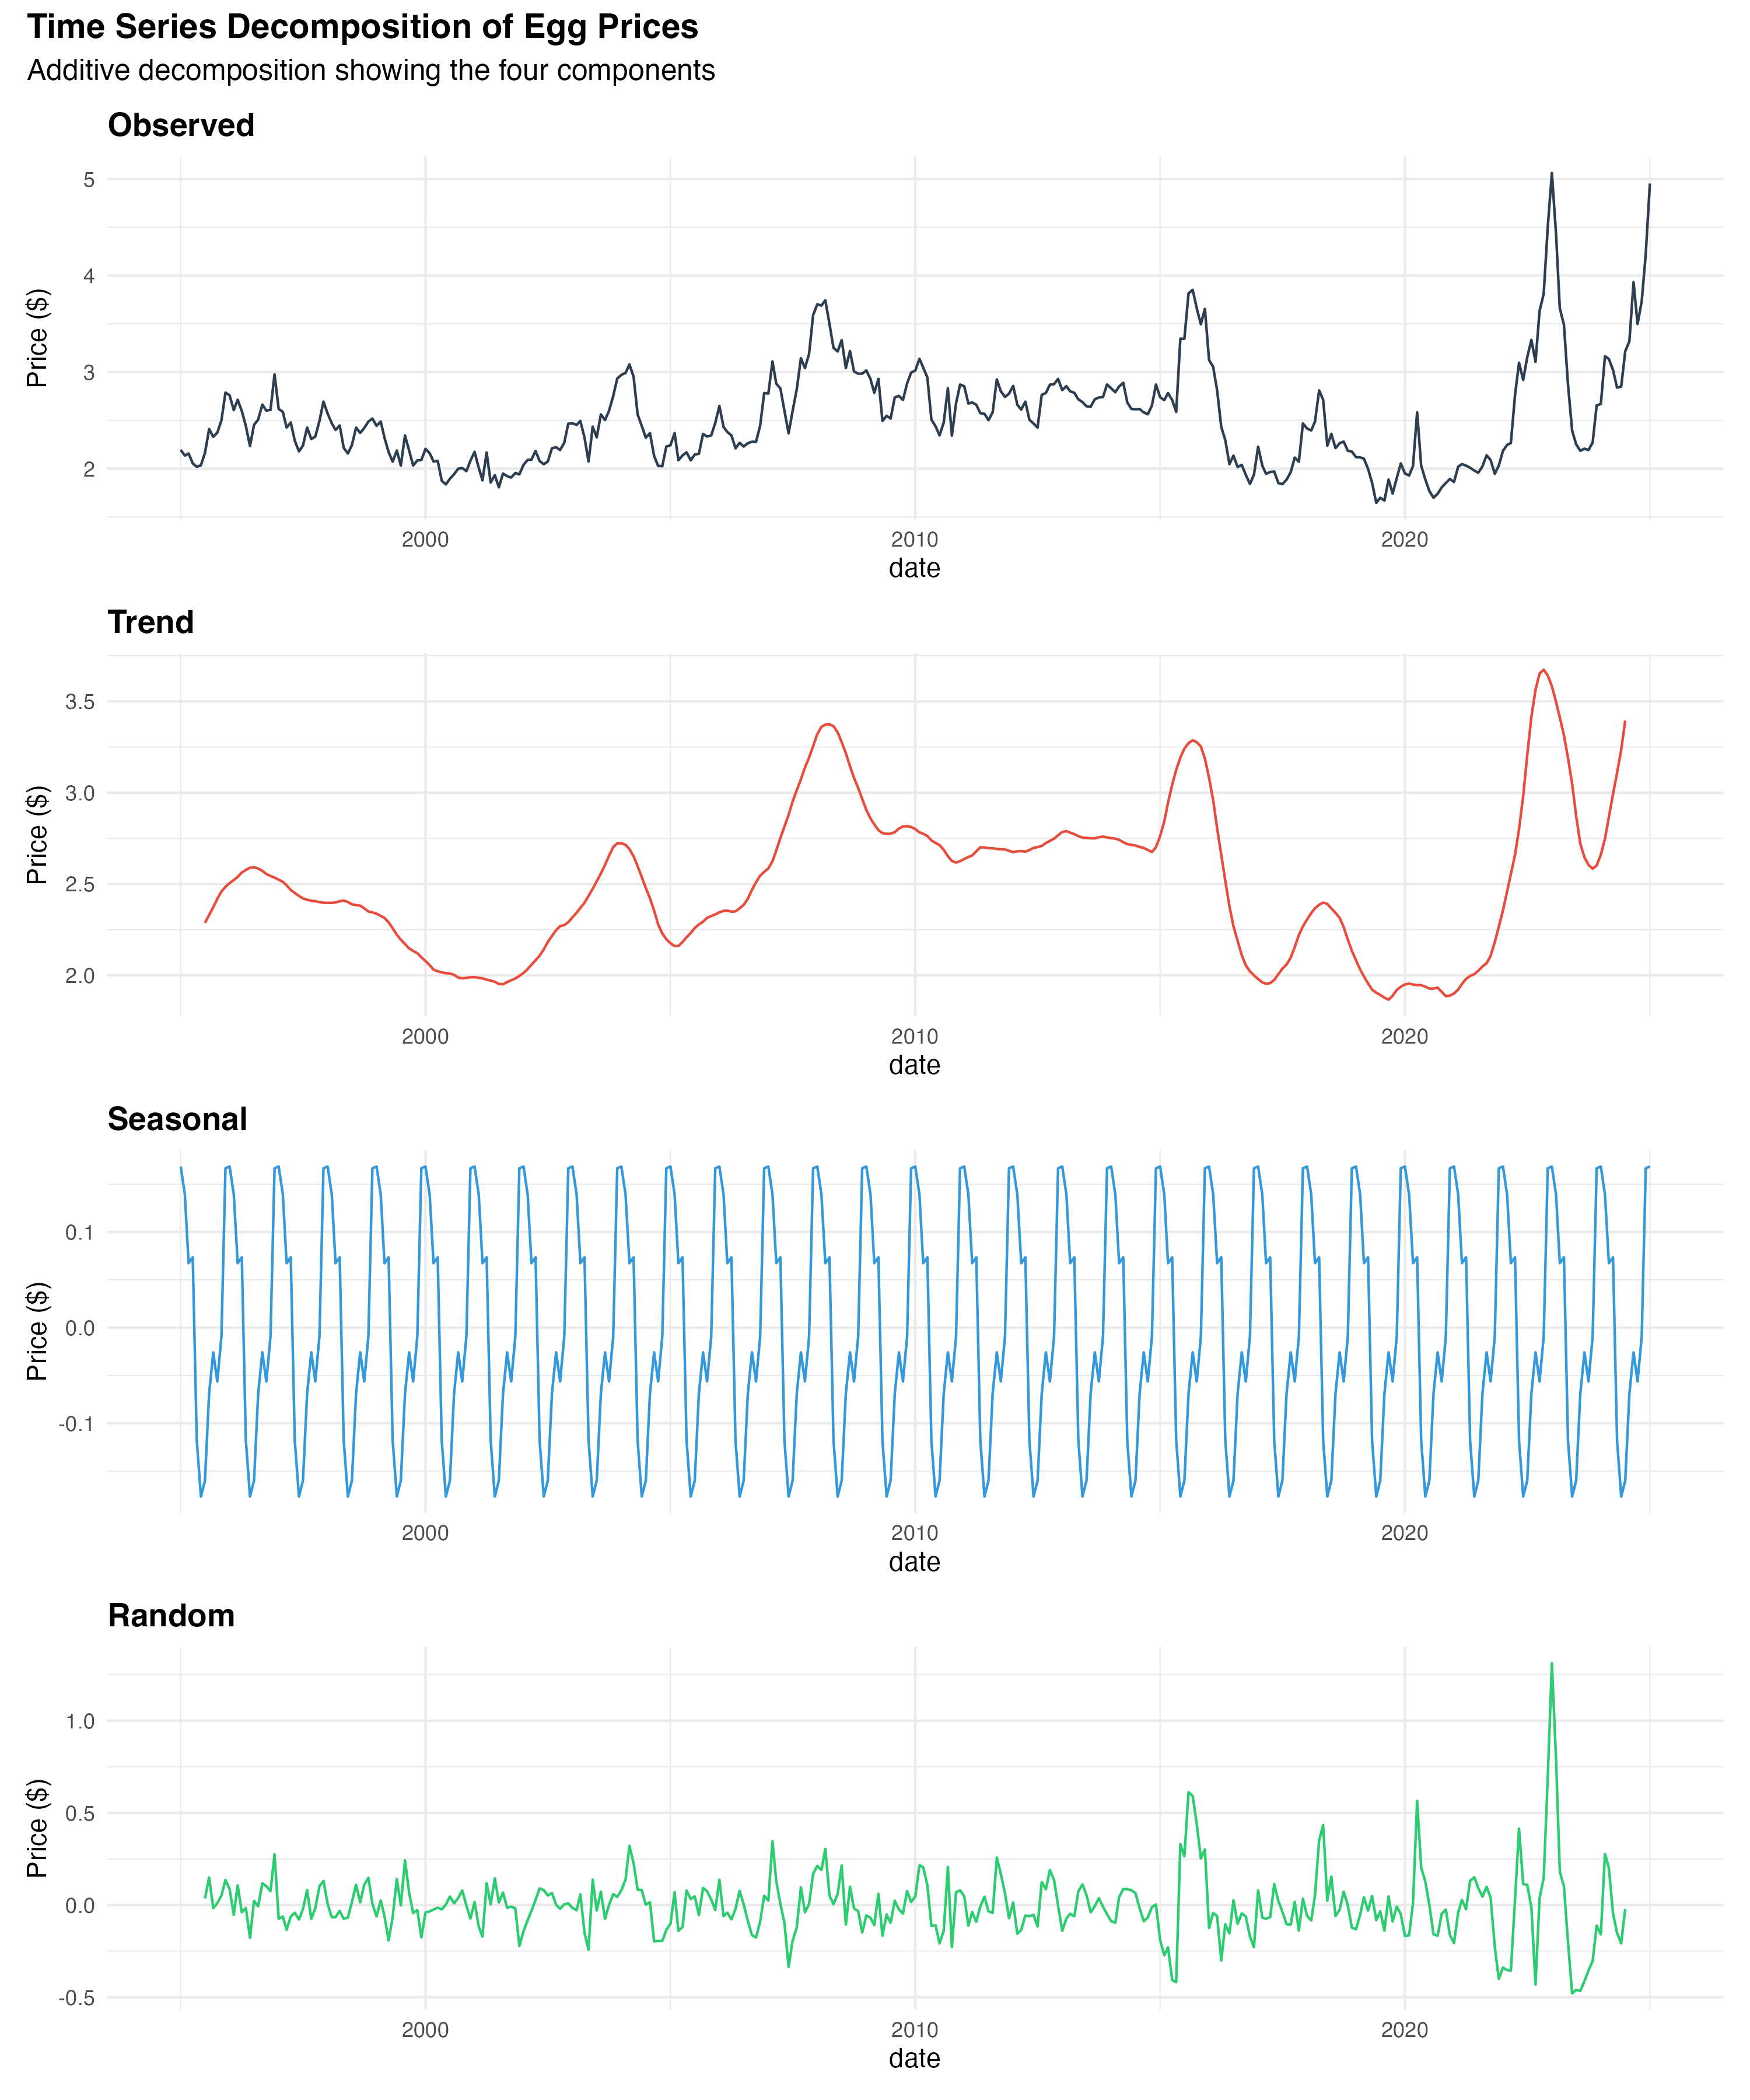 Time Series Decomposition of Egg Prices
Additive decomposition showing the four components
Observed
Price ($)
5
4
3
2
2000 2010 2020
date
Trend
Price ($)
3.5
3.0
2.5
2.0
2000 2010 2020
date
Seasonal
Price ($)
0.1
0.0
-0.1
2000 2010 2020
date
Random
Price ($)
1.0
0.5
0.0
-0.5
2000 2010 2020
date